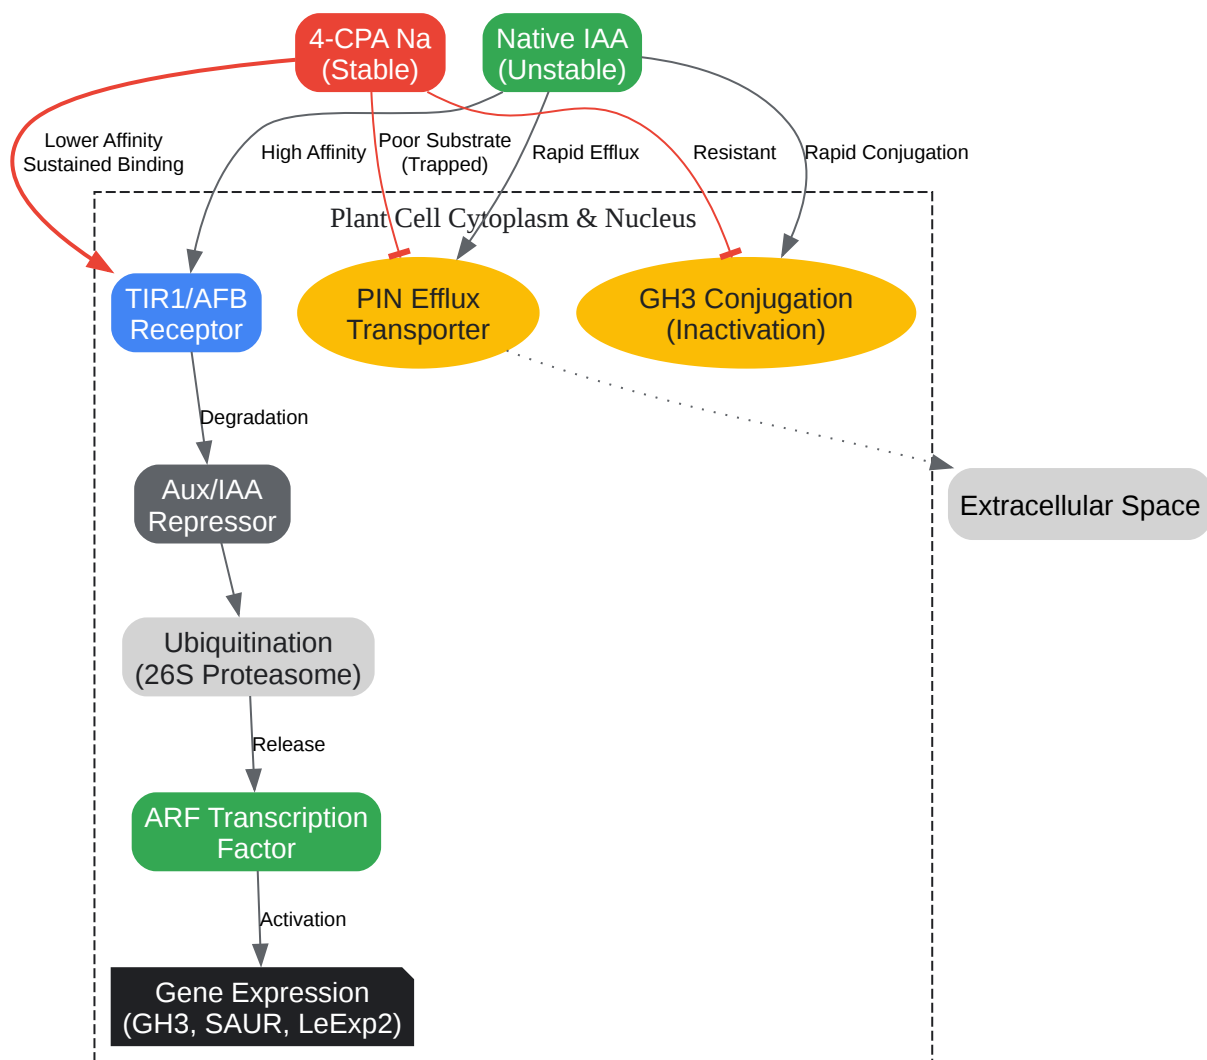 4-CPA Na
(Stable)
Native IAA
(Unstable)
Lower Affinity
Sustained Binding
High Affinity
Poor Substrate
(Trapped)
Rapid Efflux
Resistant
Rapid Conjugation
Plant Cell Cytoplasm & Nucleus
TIR1/AFB
Receptor
PIN Efflux
Transporter
GH3 Conjugation
(Inactivation)
Degradation
Aux/IAA
Repressor
Extracellular Space
Ubiquitination
(26S Proteasome)
Release
ARF Transcription
Factor
Activation
Gene Expression
(GH3, SAUR, LeExp2)